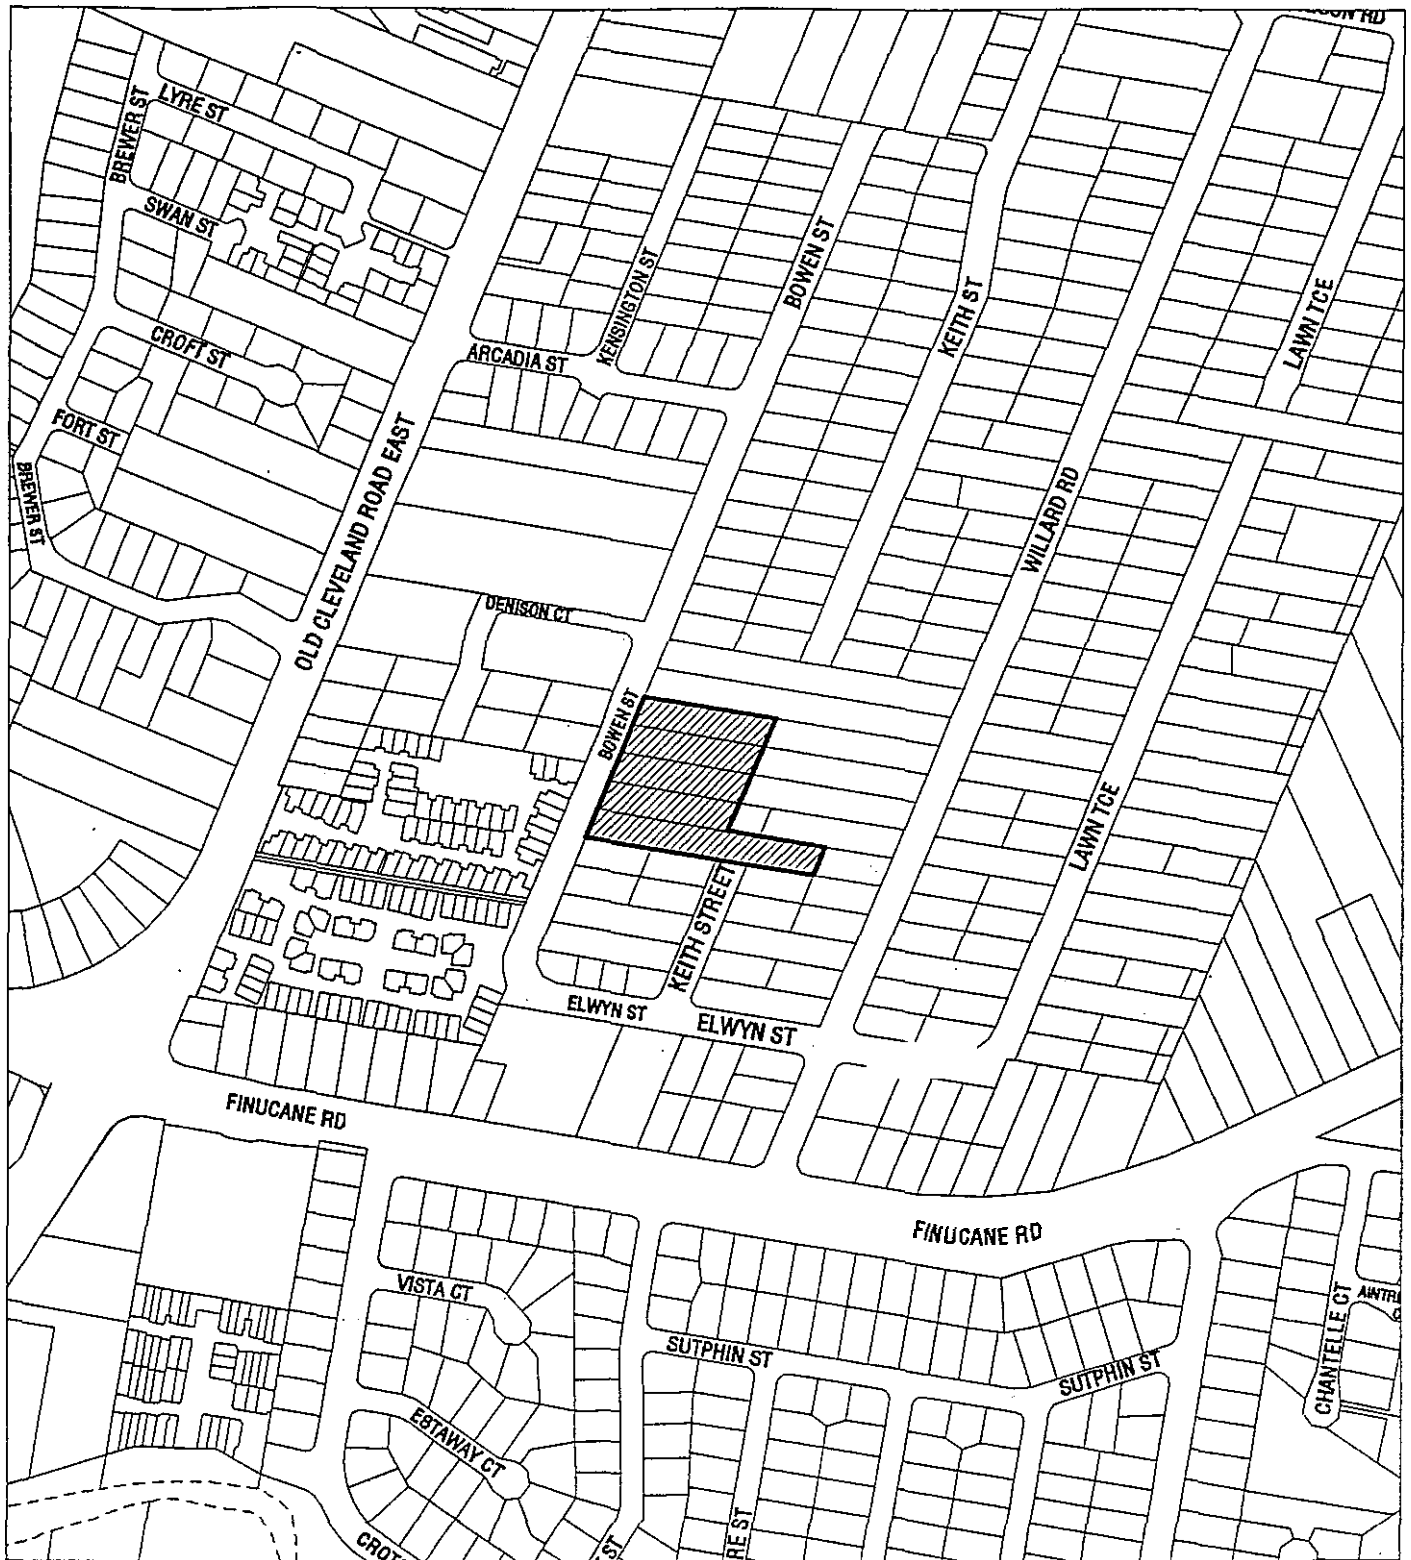 LYRE ST
BREWER ST
SWAN ST
BOWEN ST
KENSINGTON ST
KEITH ST
LAWN TCE
CROFT ST
ARCADIA ST
FORT ST
BREWER ST
OLD CLEVELAND ROAD EAST
WILLARD RD
DENISON CT
BOWEN ST
LAWN TCE
KEITH STREET
ELWYN ST
ELWYN ST
FINUCANE RD
FINUCANE RD
VISTA CT
CHANTELLE CT
SUTPHIN ST
SUTPHIN ST
ESTAWAY CT
RE ST
ST